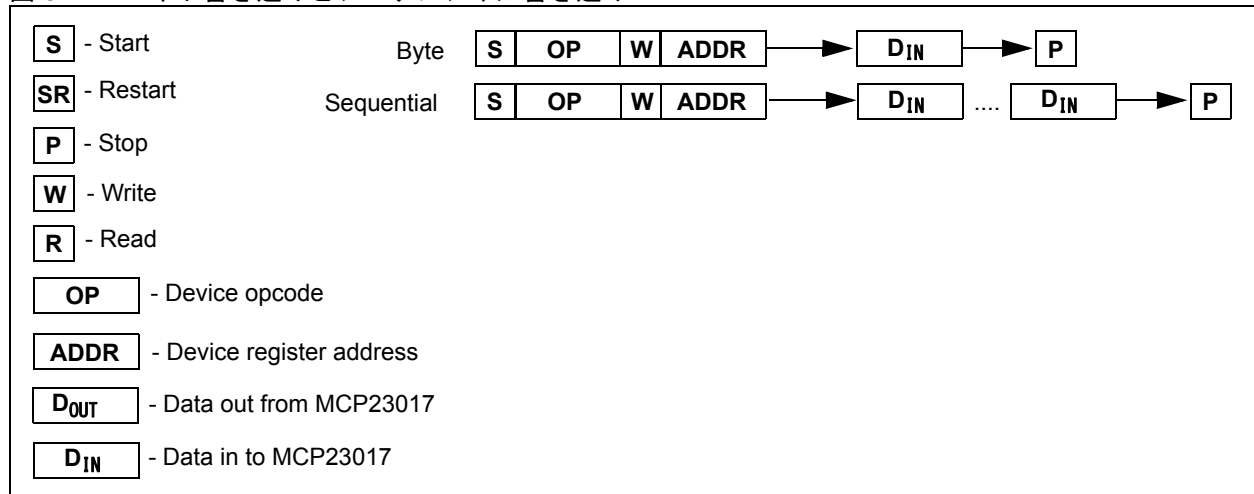 S - Start
SR - Restart
P - Stop
W - Write
R - Read
OP - Device opcode
ADDR - Device register address
DOUT - Data out from MCP23017
DIN - Data in to MCP23017
Byte S OP W ADDR DIN P
Sequential S OP W ADDR DIN .... DIN P